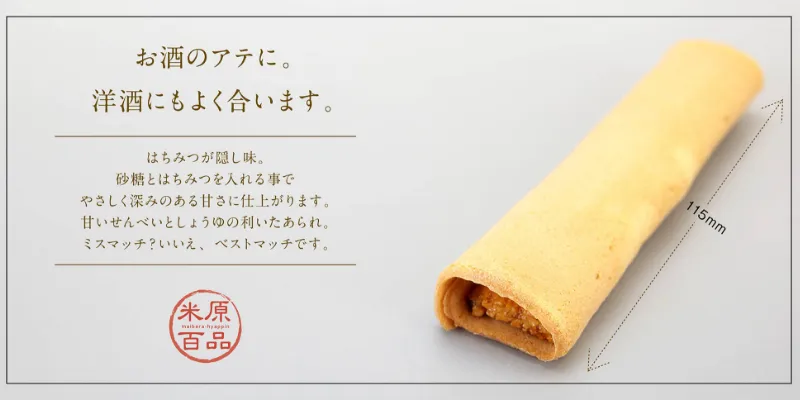 お酒のアテに。
洋酒にもよく合います。
はちみつが隠し味。
砂糖とはちみつを入れる事で
やさしく深みのある甘さに仕上がります。
甘いせんべいとしょうゆの利いたあられ。
ミスマッチ?いいえ、ベストマッチです。
米原
maibara-hyappin
百品
115mm